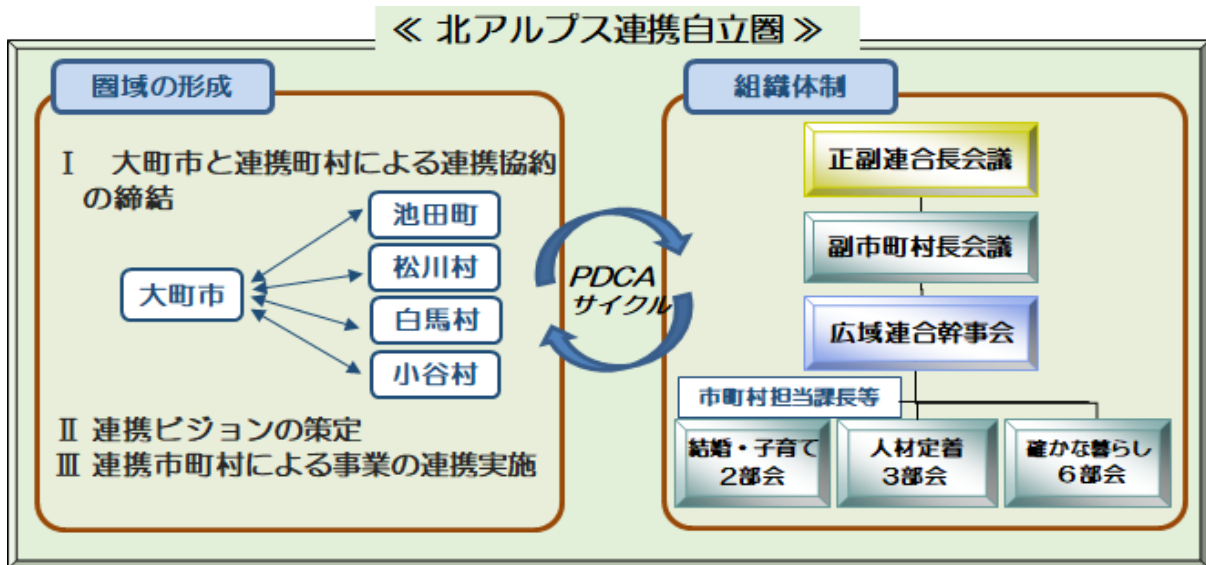 ≪ 北アルプス連携自立圏 ≫
圏域の形成
Ⅰ 大町市と連携町村による連携協約
の締結
大町市
池田町
松川村
白馬村
小谷村
Ⅱ 連携ビジョンの策定
Ⅲ 連携市町村による事業の連携実施
PDCA
サイクル
組織体制
正副連合長会議
副市町村長会議
広域連合幹事会
市町村担当課長等
結婚・子育て
2部会
人材定着
3部会
確かな暮らし
6部会